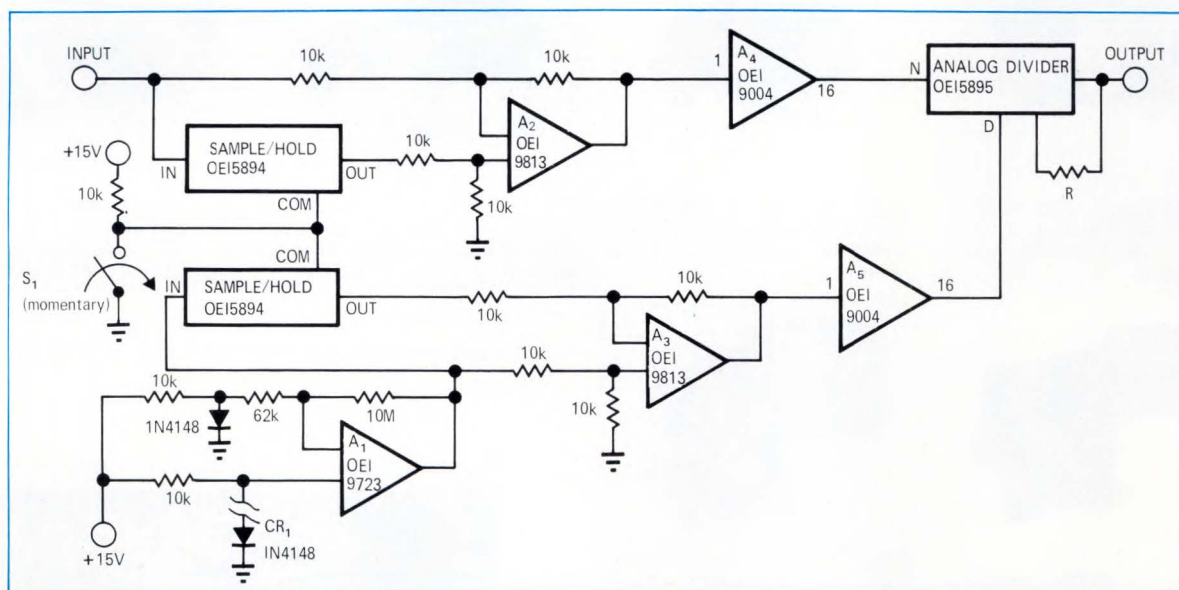 INPUT
10k
10k
1
A4
OEI
9004
16
N
ANALOG DIVIDER
OEI5895
OUTPUT
D
R
+15V
10k
IN
SAMPLE/HOLD
OEI5894
OUT
COM
10k
10k
A2
OEI
9813
S1
(momentary)
COM
IN
SAMPLE/HOLD
OEI5894
OUT
10k
10k
A3
OEI
9813
1
A5
OEI
9004
16
10k
10k
10k
62k
10M
1N4148
A1
OEI
9723
10k
CR1
IN4148
+15V